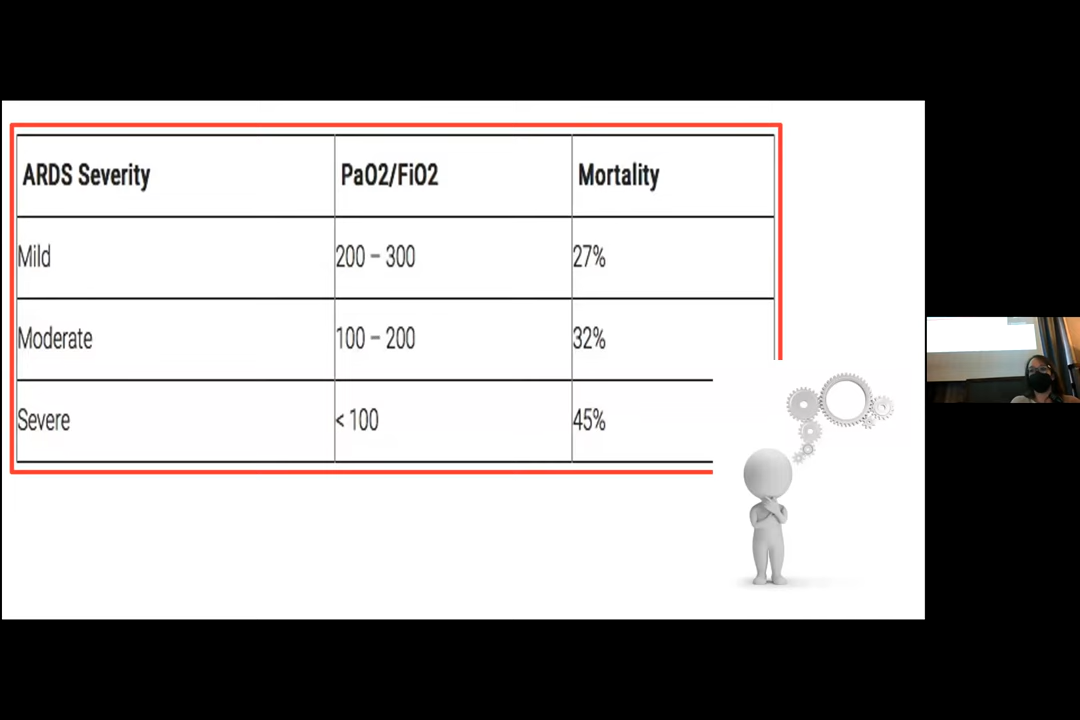 ARDS Severity PaO2/FiO2 Mortality
Mild 200 – 300 27%
Moderate 100 – 200 32%
Severe < 100 45%